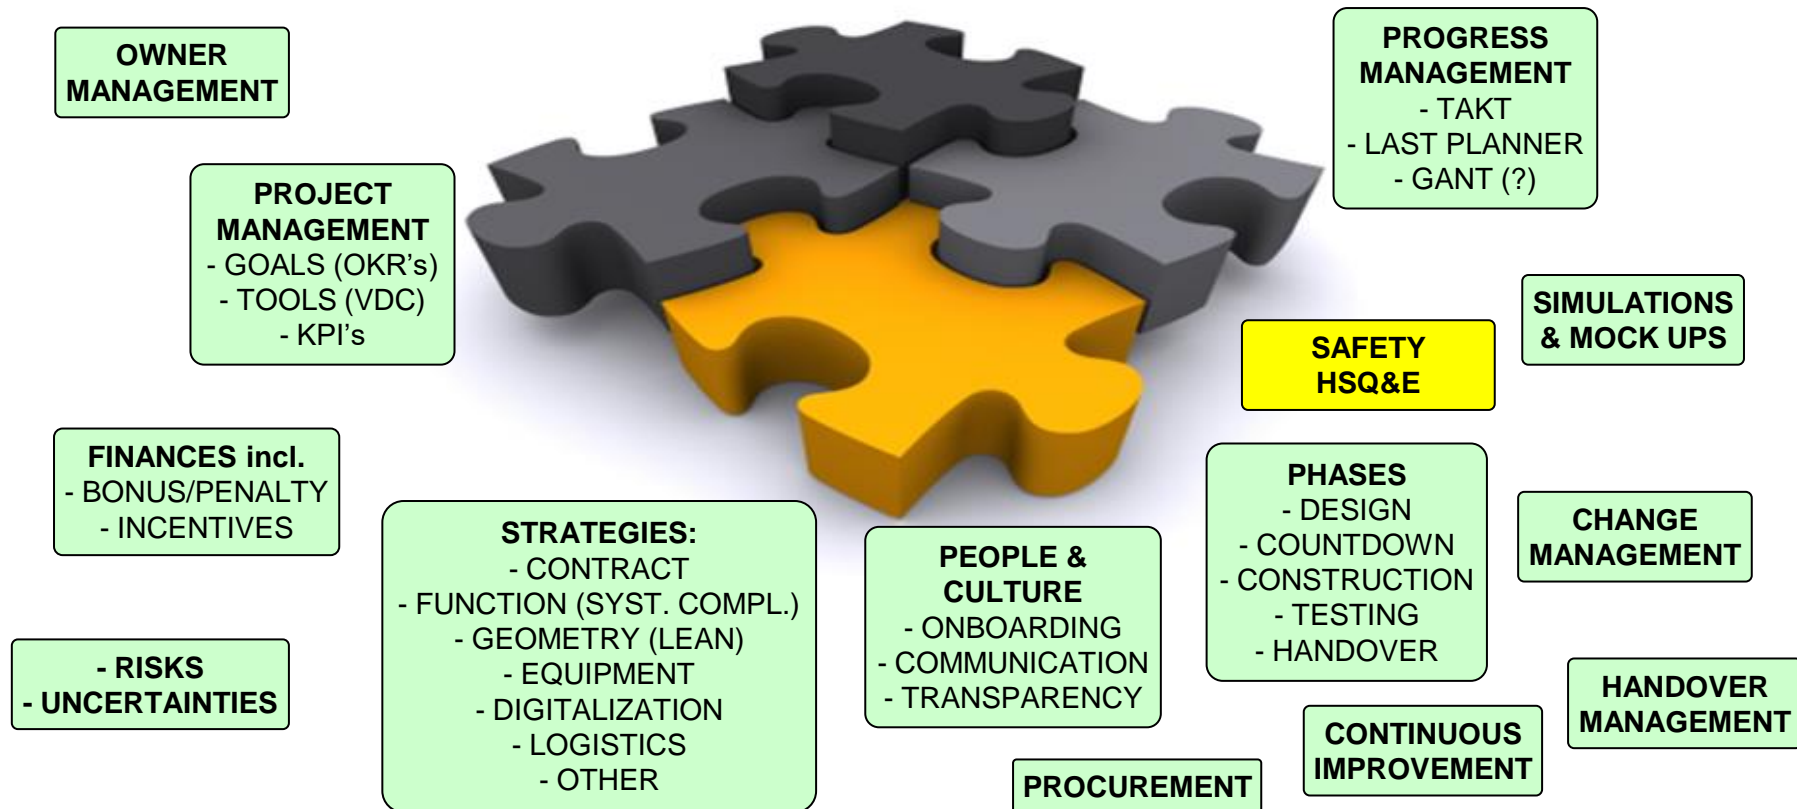 OWNER
MANAGEMENT
PROGRESS
MANAGEMENT
- TAKT
- LAST PLANNER
- GANT (?)
PROJECT
MANAGEMENT
- GOALS (OKR’s)
- TOOLS (VDC)
- KPI’s
SIMULATIONS
& MOCK UPS
SAFETY
HSQ&E
FINANCES incl.
- BONUS/PENALTY
- INCENTIVES
STRATEGIES:
- CONTRACT
- FUNCTION (SYST. COMPL.)
- GEOMETRY (LEAN)
- EQUIPMENT
- DIGITALIZATION
- LOGISTICS
- OTHER
PEOPLE &
CULTURE
- ONBOARDING
- COMMUNICATION
- TRANSPARENCY
PHASES
- DESIGN
- COUNTDOWN
- CONSTRUCTION
- TESTING
- HANDOVER
CHANGE
MANAGEMENT
- RISKS
- UNCERTAINTIES
HANDOVER
MANAGEMENT
CONTINUOUS
IMPROVEMENT
PROCUREMENT